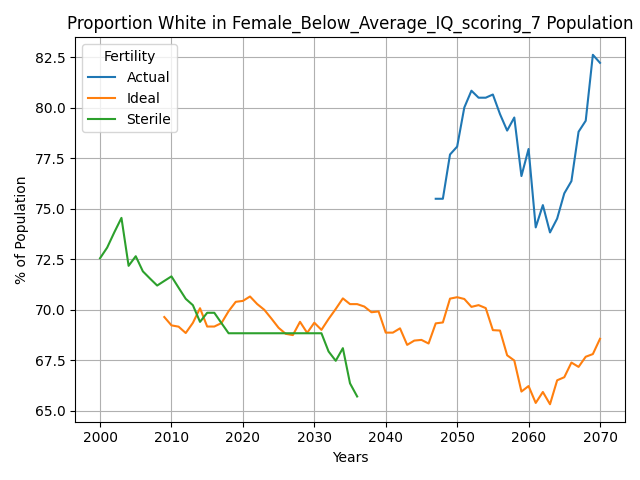 Proportion White in Female_Below_Average_IQ_scoring_7 Population
Fertility
Actual
Ideal
Sterile
% of Population
82.5
80.0
77.5
75.0
72.5
70.0
67.5
65.0
2000 2010 2020 2030 2040 2050 2060 2070
Years